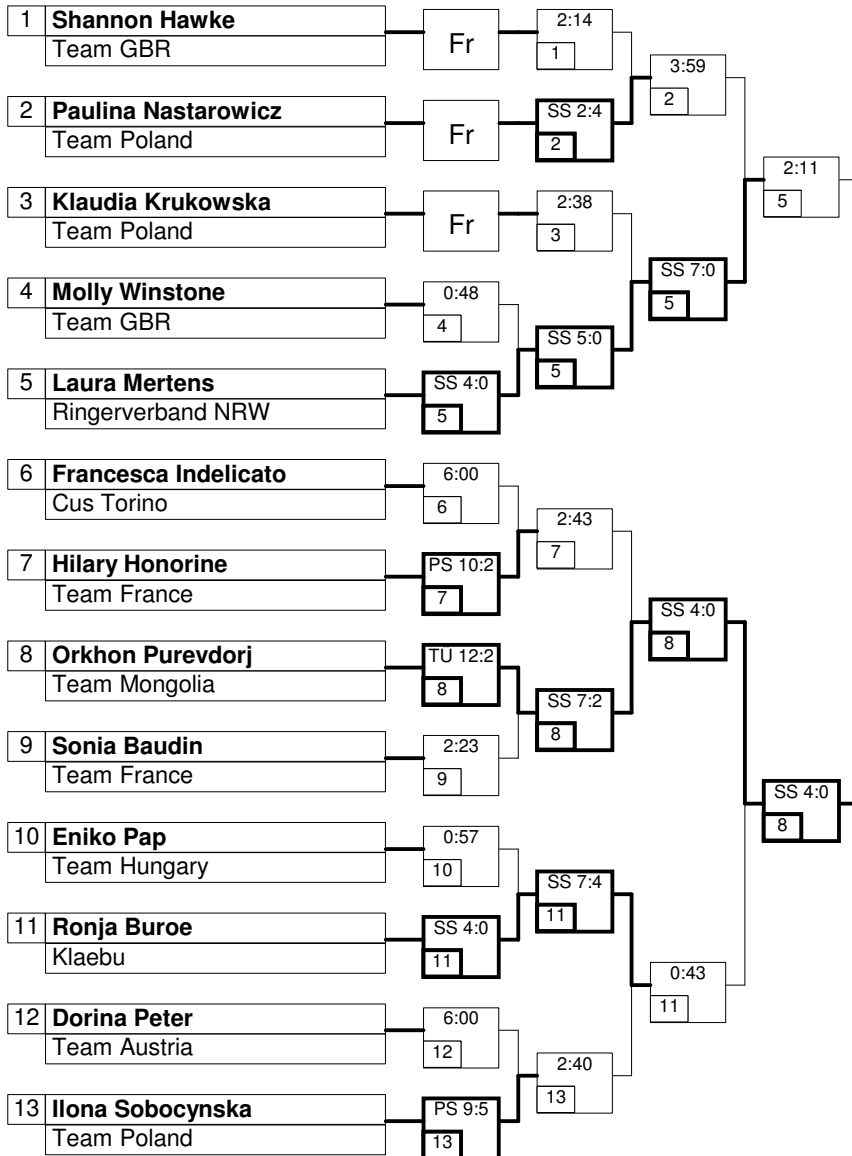 1 Shannon Hawke
Team GBR
Fr
2:14
1
3:59
2
2 Paulina Nastarowicz
Team Poland
Fr
SS 2:4
2
2:11
5
3 Klaudia Krukowska
Team Poland
Fr
2:38
3
SS 7:0
5
4 Molly Winstone
Team GBR
0:48
4
SS 5:0
5
5 Laura Mertens
Ringerverband NRW
SS 4:0
5
6 Francesca Indelicato
Cus Torino
6:00
6
2:43
7
7 Hilary Honorine
Team France
PS 10:2
7
SS 4:0
8
8 Orkhon Purevdorj
Team Mongolia
TU 12:2
8
SS 7:2
8
9 Sonia Baudin
Team France
2:23
9
SS 4:0
8
10 Eniko Pap
Team Hungary
0:57
10
SS 7:4
11
11 Ronja Buroe
Klaebu
SS 4:0
11
0:43
11
12 Dorina Peter
Team Austria
6:00
12
2:40
13
13 Ilona Sobocynska
Team Poland
PS 9:5
13